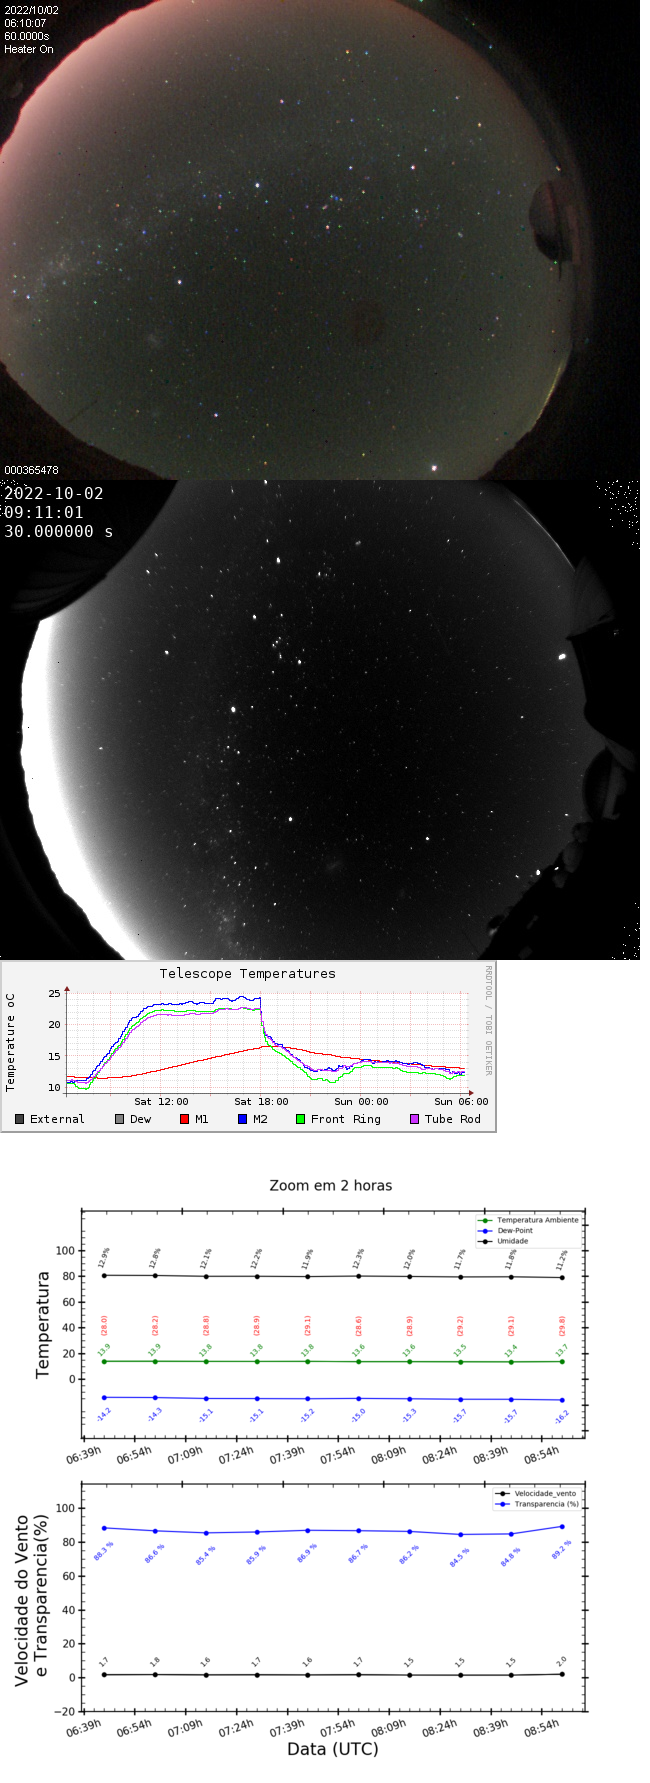 2022/10/02
06:10:07
60.0000s
Heater On
000365478
2022-10-02
09:11:01
30.000000 s
Telescope Temperatures
RRDTOOL / TOBI OETIKER
Temperature oC
25
20
15
10
Sat 12:00 Sat 18:00 Sun 00:00 Sun 06:00
External Dew M1 M2 Front Ring Tube Rod
Zoom em 2 horas
Temperatura Ambiente
Dew-Point
Umidade
Temperatura
100
80
60
40
20
0
12.9% 12.8% 12.1% 12.2% 11.9% 12.3% 12.0% 11.7% 11.8% 11.2%
(28.0) (28.2) (28.8) (28.9) (29.1) (28.6) (28.9) (29.2) (29.1) (29.8)
13.9 13.9 13.8 13.8 13.8 13.6 13.6 13.5 13.4 13.7
-14.2 -14.3 -15.1 -15.1 -15.2 -15.0 -15.3 -15.7 -15.7 -16.2
06:39h 06:54h 07:09h 07:24h 07:39h 07:54h 08:09h 08:24h 08:39h 08:54h
Velocidade_vento
Transparencia (%)
Velocidade do Vento
e Transparencia(%)
100
80
60
40
20
0
−20
88.3 % 86.6 % 85.4 % 85.9 % 86.9 % 86.7 % 86.2 % 84.5 % 84.8 % 89.2 %
1.7 1.8 1.6 1.7 1.6 1.7 1.5 1.5 1.5 2.0
06:39h 06:54h 07:09h 07:24h 07:39h 07:54h 08:09h 08:24h 08:39h 08:54h
Data (UTC)